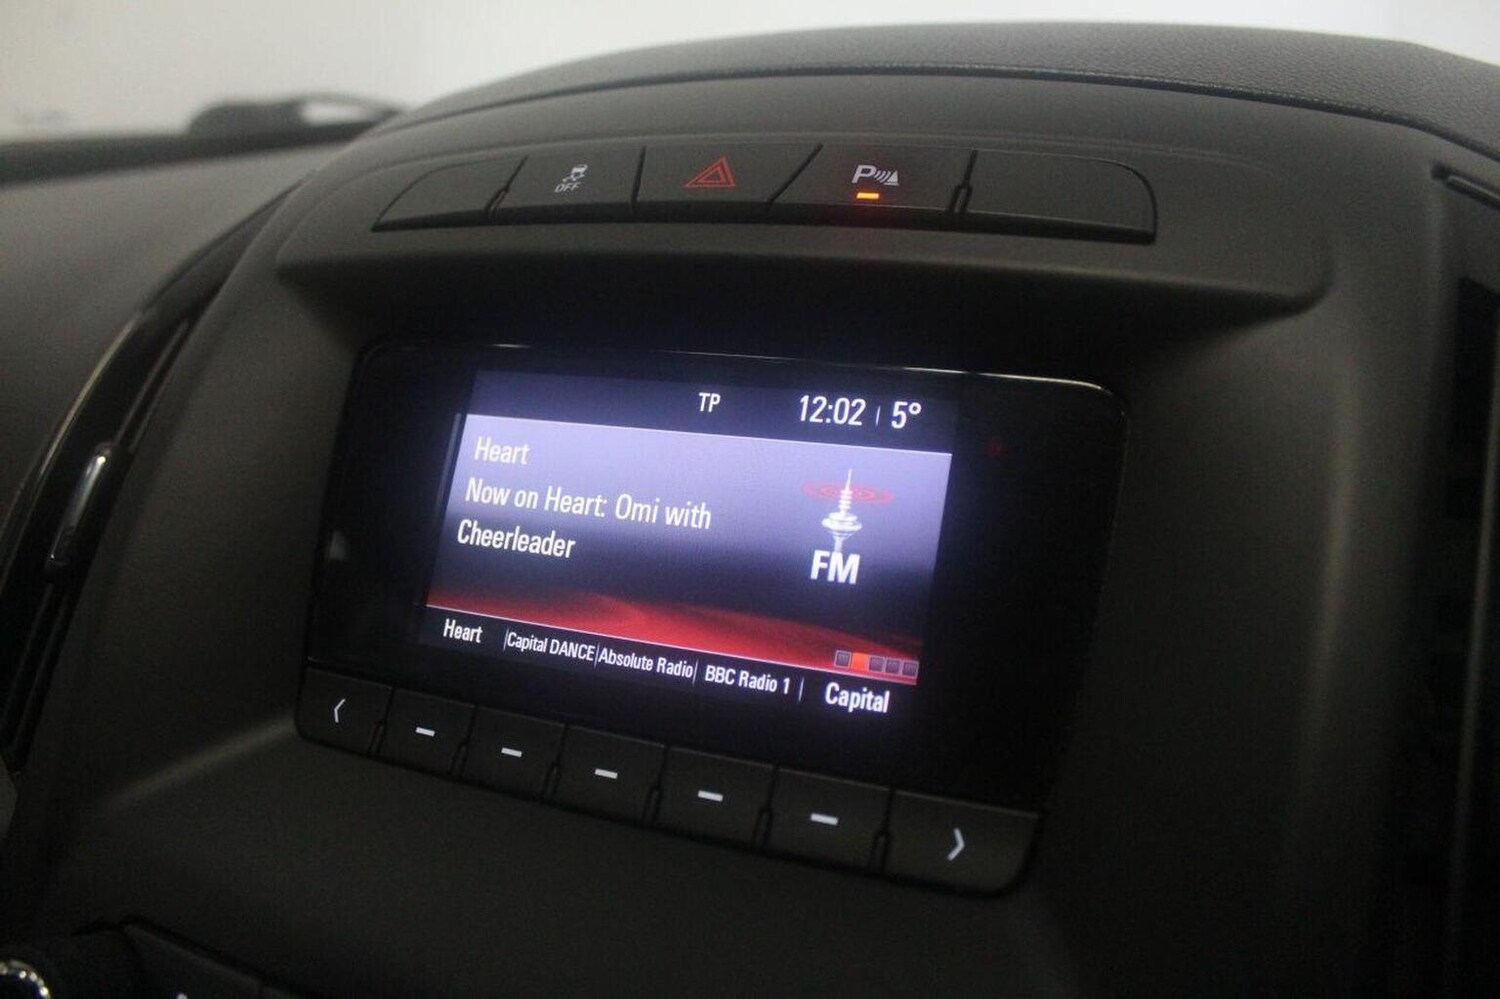 OFF
P
TP
12:02 | 5°
Heart
Now on Heart: Omi with
Cheerleader
FM
Heart | Capital DANCE | Absolute Radio | BBC Radio 1 | Capital